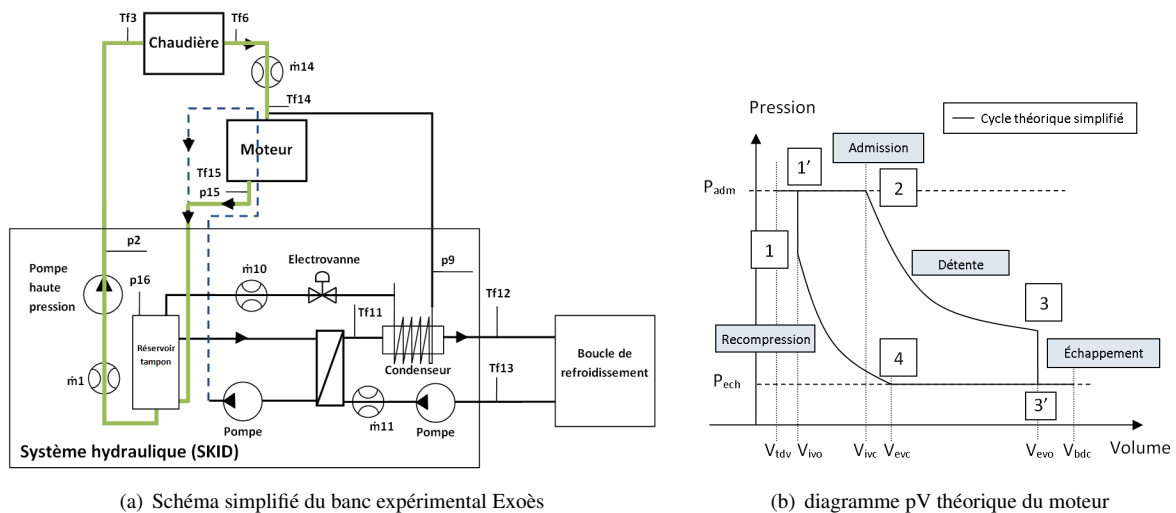 Tf3
Tf6
Chaudière
ṁ14
Tf14
Moteur
Tf15
p15
p2
p9
Pompe
haute
pression
p16
ṁ10
Electrovanne
Tf12
Tf11
Réservoir
tampon
Condenseur
Boucle de
refroidissement
Tf13
ṁ1
Pompe
ṁ11
Pompe
Système hydraulique (SKID)
(a) Schéma simplifié du banc expérimental Exoès
Pression
Cycle théorique simplifié
Admission
1'
2
Padm
1
Détente
3
Recompression
4
Échappement
Pech
3'
Vtdv
Vivo
Vivc
Vevc
Vevo
Vbdc
Volume
(b) diagramme pV théorique du moteur